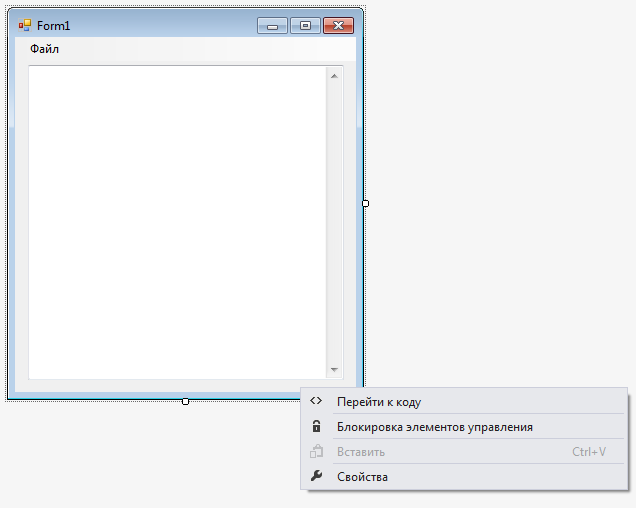 Form1
Файл
Перейти к коду
Блокировка элементов управления
Вставить Ctrl+V
Свойства